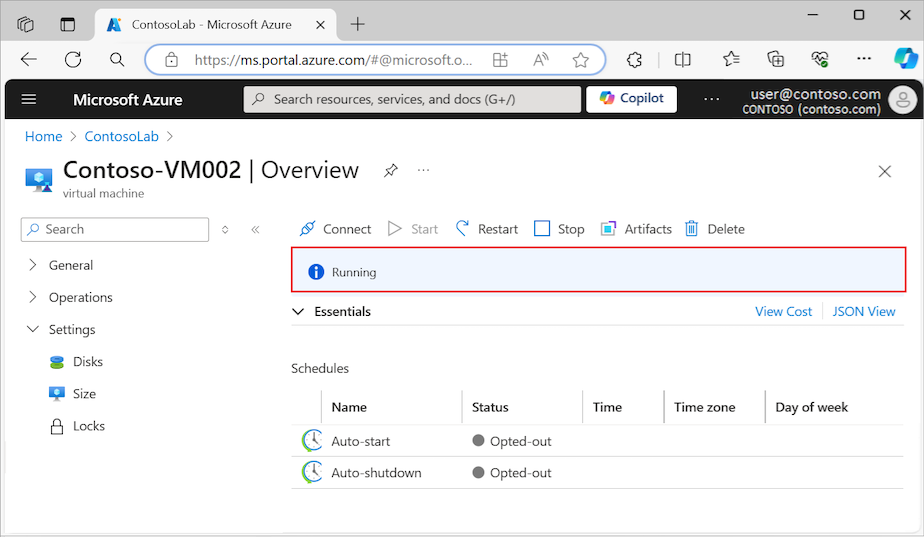 ContosoLab - Microsoft Azure
https://ms.portal.azure.com/#@microsoft.o...
Microsoft Azure
Search resources, services, and docs (G+/)
Copilot
user@contoso.com
CONTOSO (contoso.com)
Home > ContosoLab >
Contoso-VM002 | Overview
virtual machine
Search
Connect Start Restart Stop Artifacts Delete
General
Operations
Settings
Disks
Size
Locks
Running
Essentials
View Cost JSON View
Schedules
Name Status Time Time zone Day of week
Auto-start Opted-out
Auto-shutdown Opted-out